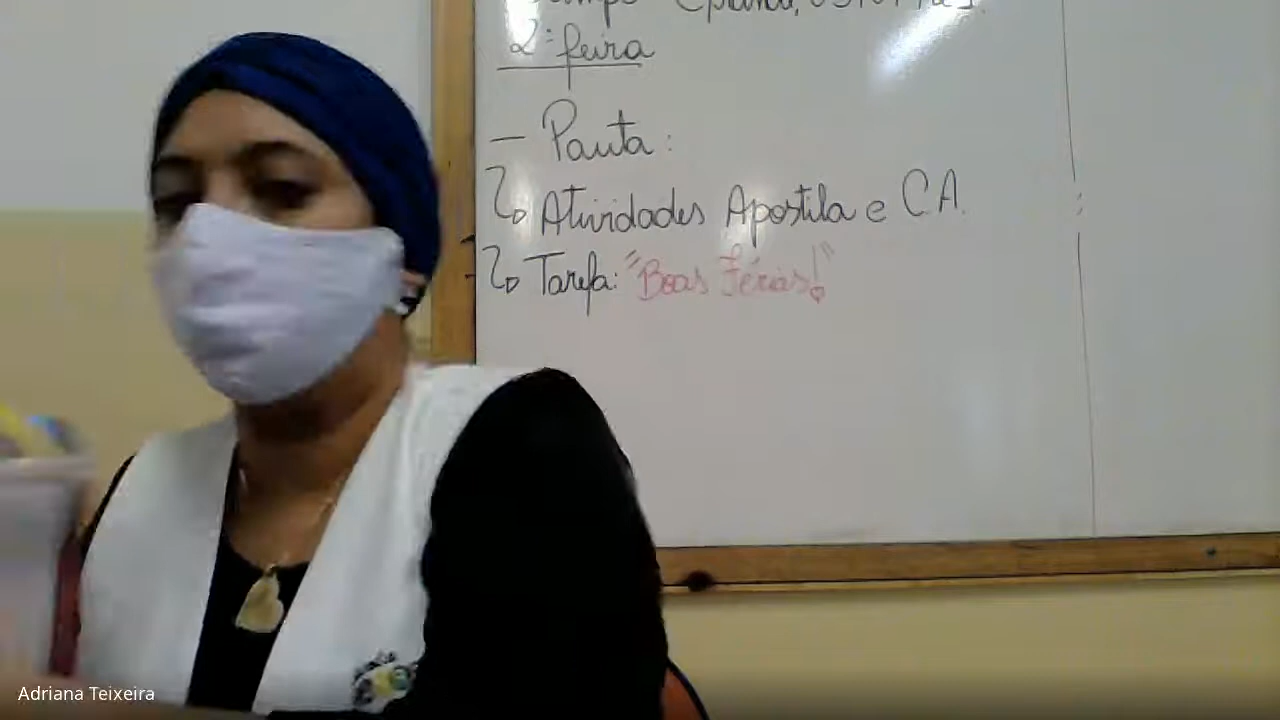 2ª feira
— Pauta:
Atividades Apostila e C.A.
Tarefa: "Boas Férias!"
Adriana Teixeira